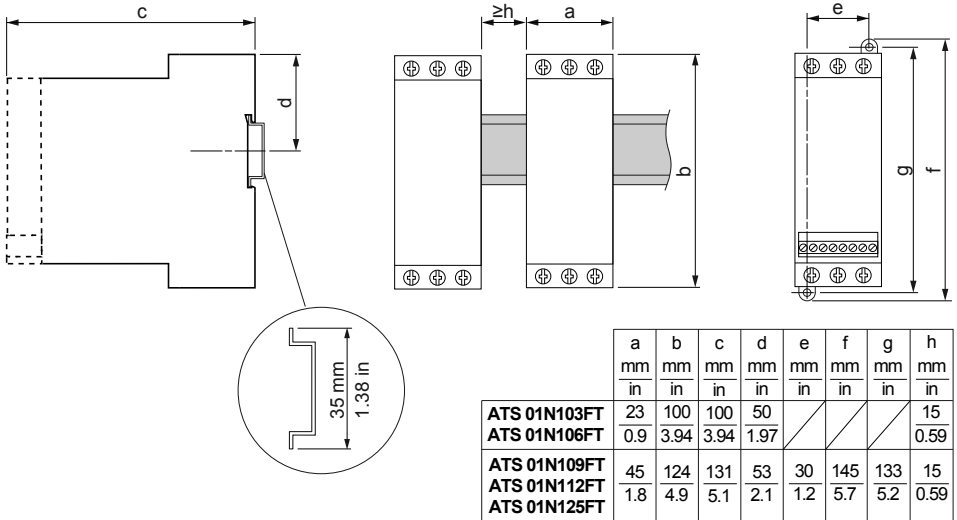 c
≥h
a
e
d
b
g
f
35 mm
1.38 in
a b c d e f g h
mm mm mm mm mm mm mm mm
in in in in in in in in
ATS 01N103FT
ATS 01N106FT
23 100 100 50 15
0.9 3.94 3.94 1.97 0.59
ATS 01N109FT
ATS 01N112FT
ATS 01N125FT
45 124 131 53 30 145 133 15
1.8 4.9 5.1 2.1 1.2 5.7 5.2 0.59